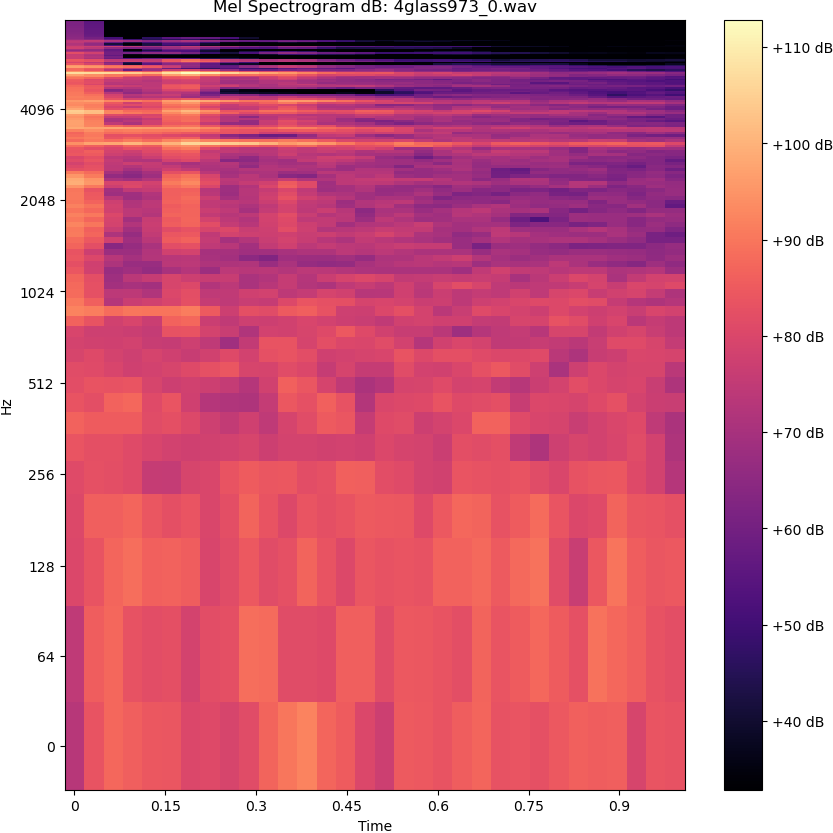 Mel Spectrogram dB: 4glass973_0.wav
+110 dB
4096
+100 dB
2048
+90 dB
1024
+80 dB
512
Hz
+70 dB
256
+60 dB
128
+50 dB
64
+40 dB
0
0 0.15 0.3 0.45 0.6 0.75 0.9
Time